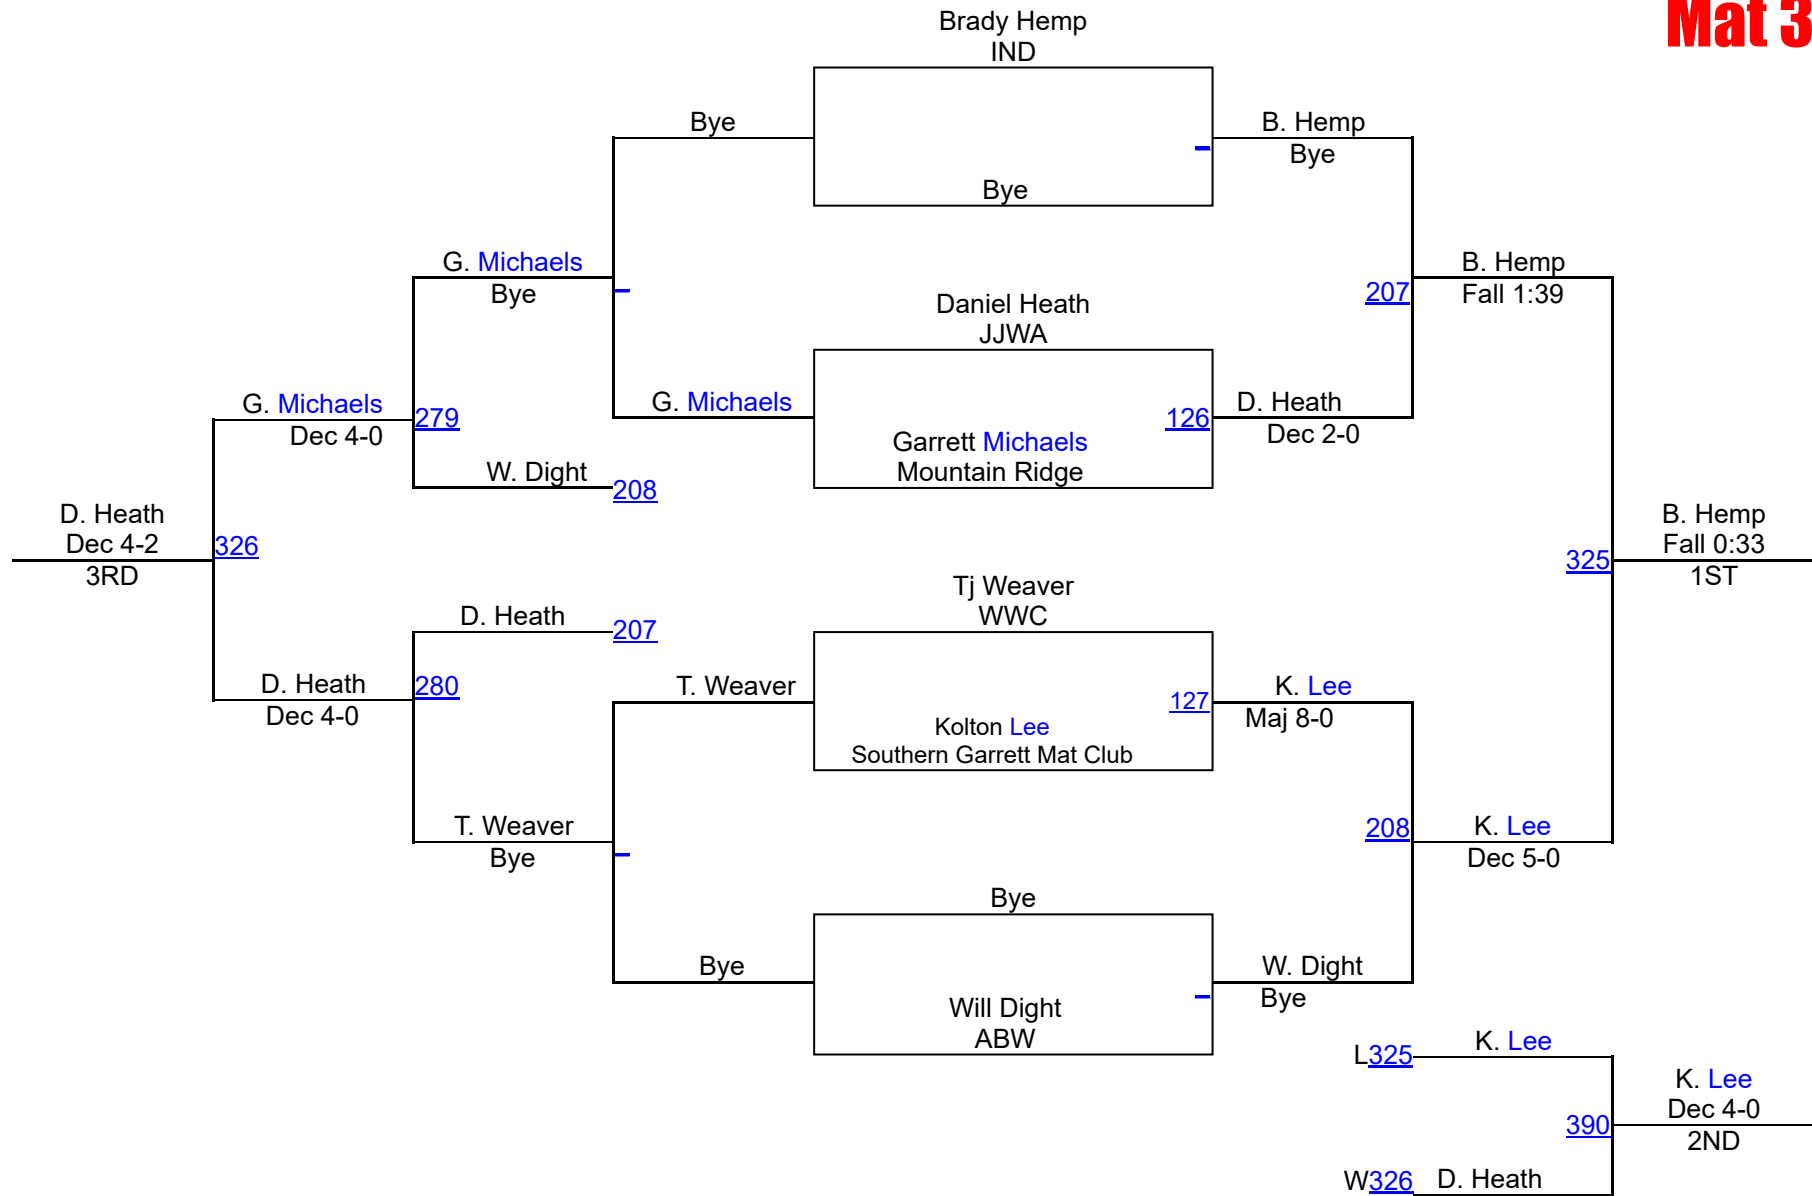 Mat 3
Brady Hemp
IND
Bye
B. Hemp
Bye
Bye
G. Michaels
Bye
B. Hemp
Fall 1:39
207
Daniel Heath
JJWA
G. Michaels
Dec 4-0
279
G. Michaels
126
D. Heath
Dec 2-0
Garrett Michaels
Mountain Ridge
W. Dight
208
D. Heath
Dec 4-2
3RD
326
B. Hemp
Fall 0:33
1ST
325
Tj Weaver
WWC
D. Heath
207
D. Heath
Dec 4-0
280
T. Weaver
127
K. Lee
Maj 8-0
Kolton Lee
Southern Garrett Mat Club
T. Weaver
Bye
208
K. Lee
Dec 5-0
Bye
Bye
W. Dight
Bye
Will Dight
ABW
L325
K. Lee
K. Lee
Dec 4-0
2ND
390
W326
D. Heath